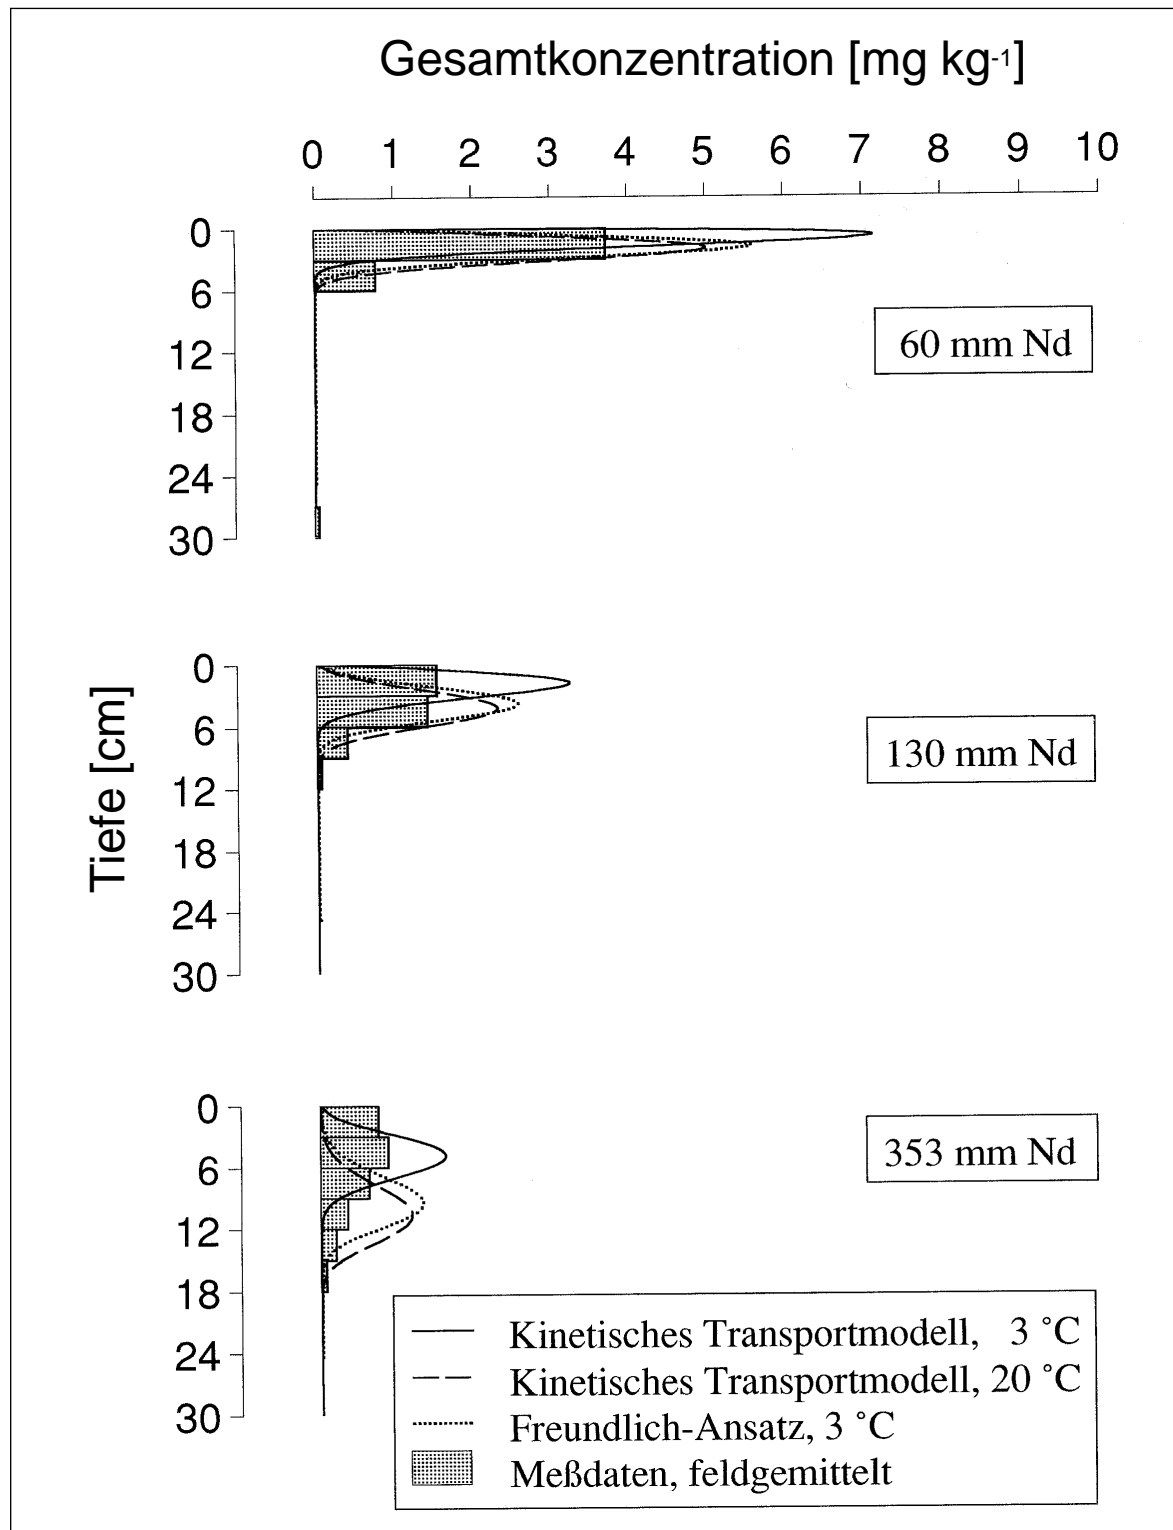 Gesamtkonzentration [mg kg-1]
0 1 2 3 4 5 6 7 8 9 10
0
6
12
18
24
30
60 mm Nd
Tiefe [cm]
0
6
12
18
24
30
130 mm Nd
0
6
12
18
24
30
353 mm Nd
Kinetisches Transportmodell, 3 °C
Kinetisches Transportmodell, 20 °C
Freundlich-Ansatz, 3 °C
Meßdaten, feldgemittelt